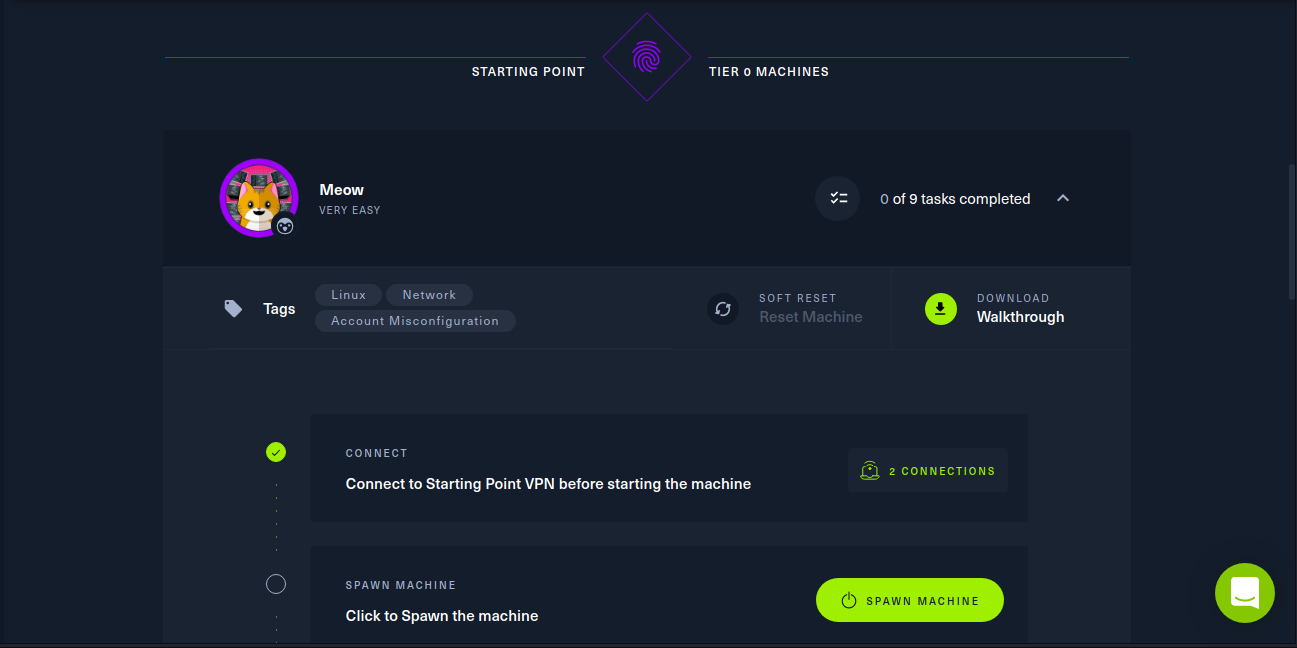 STARTING POINT
TIER 0 MACHINES
Meow
VERY EASY
0 of 9 tasks completed
Tags
Linux
Network
Account Misconfiguration
SOFT RESET
Reset Machine
DOWNLOAD
Walkthrough
CONNECT
Connect to Starting Point VPN before starting the machine
2 CONNECTIONS
SPAWN MACHINE
Click to Spawn the machine
SPAWN MACHINE